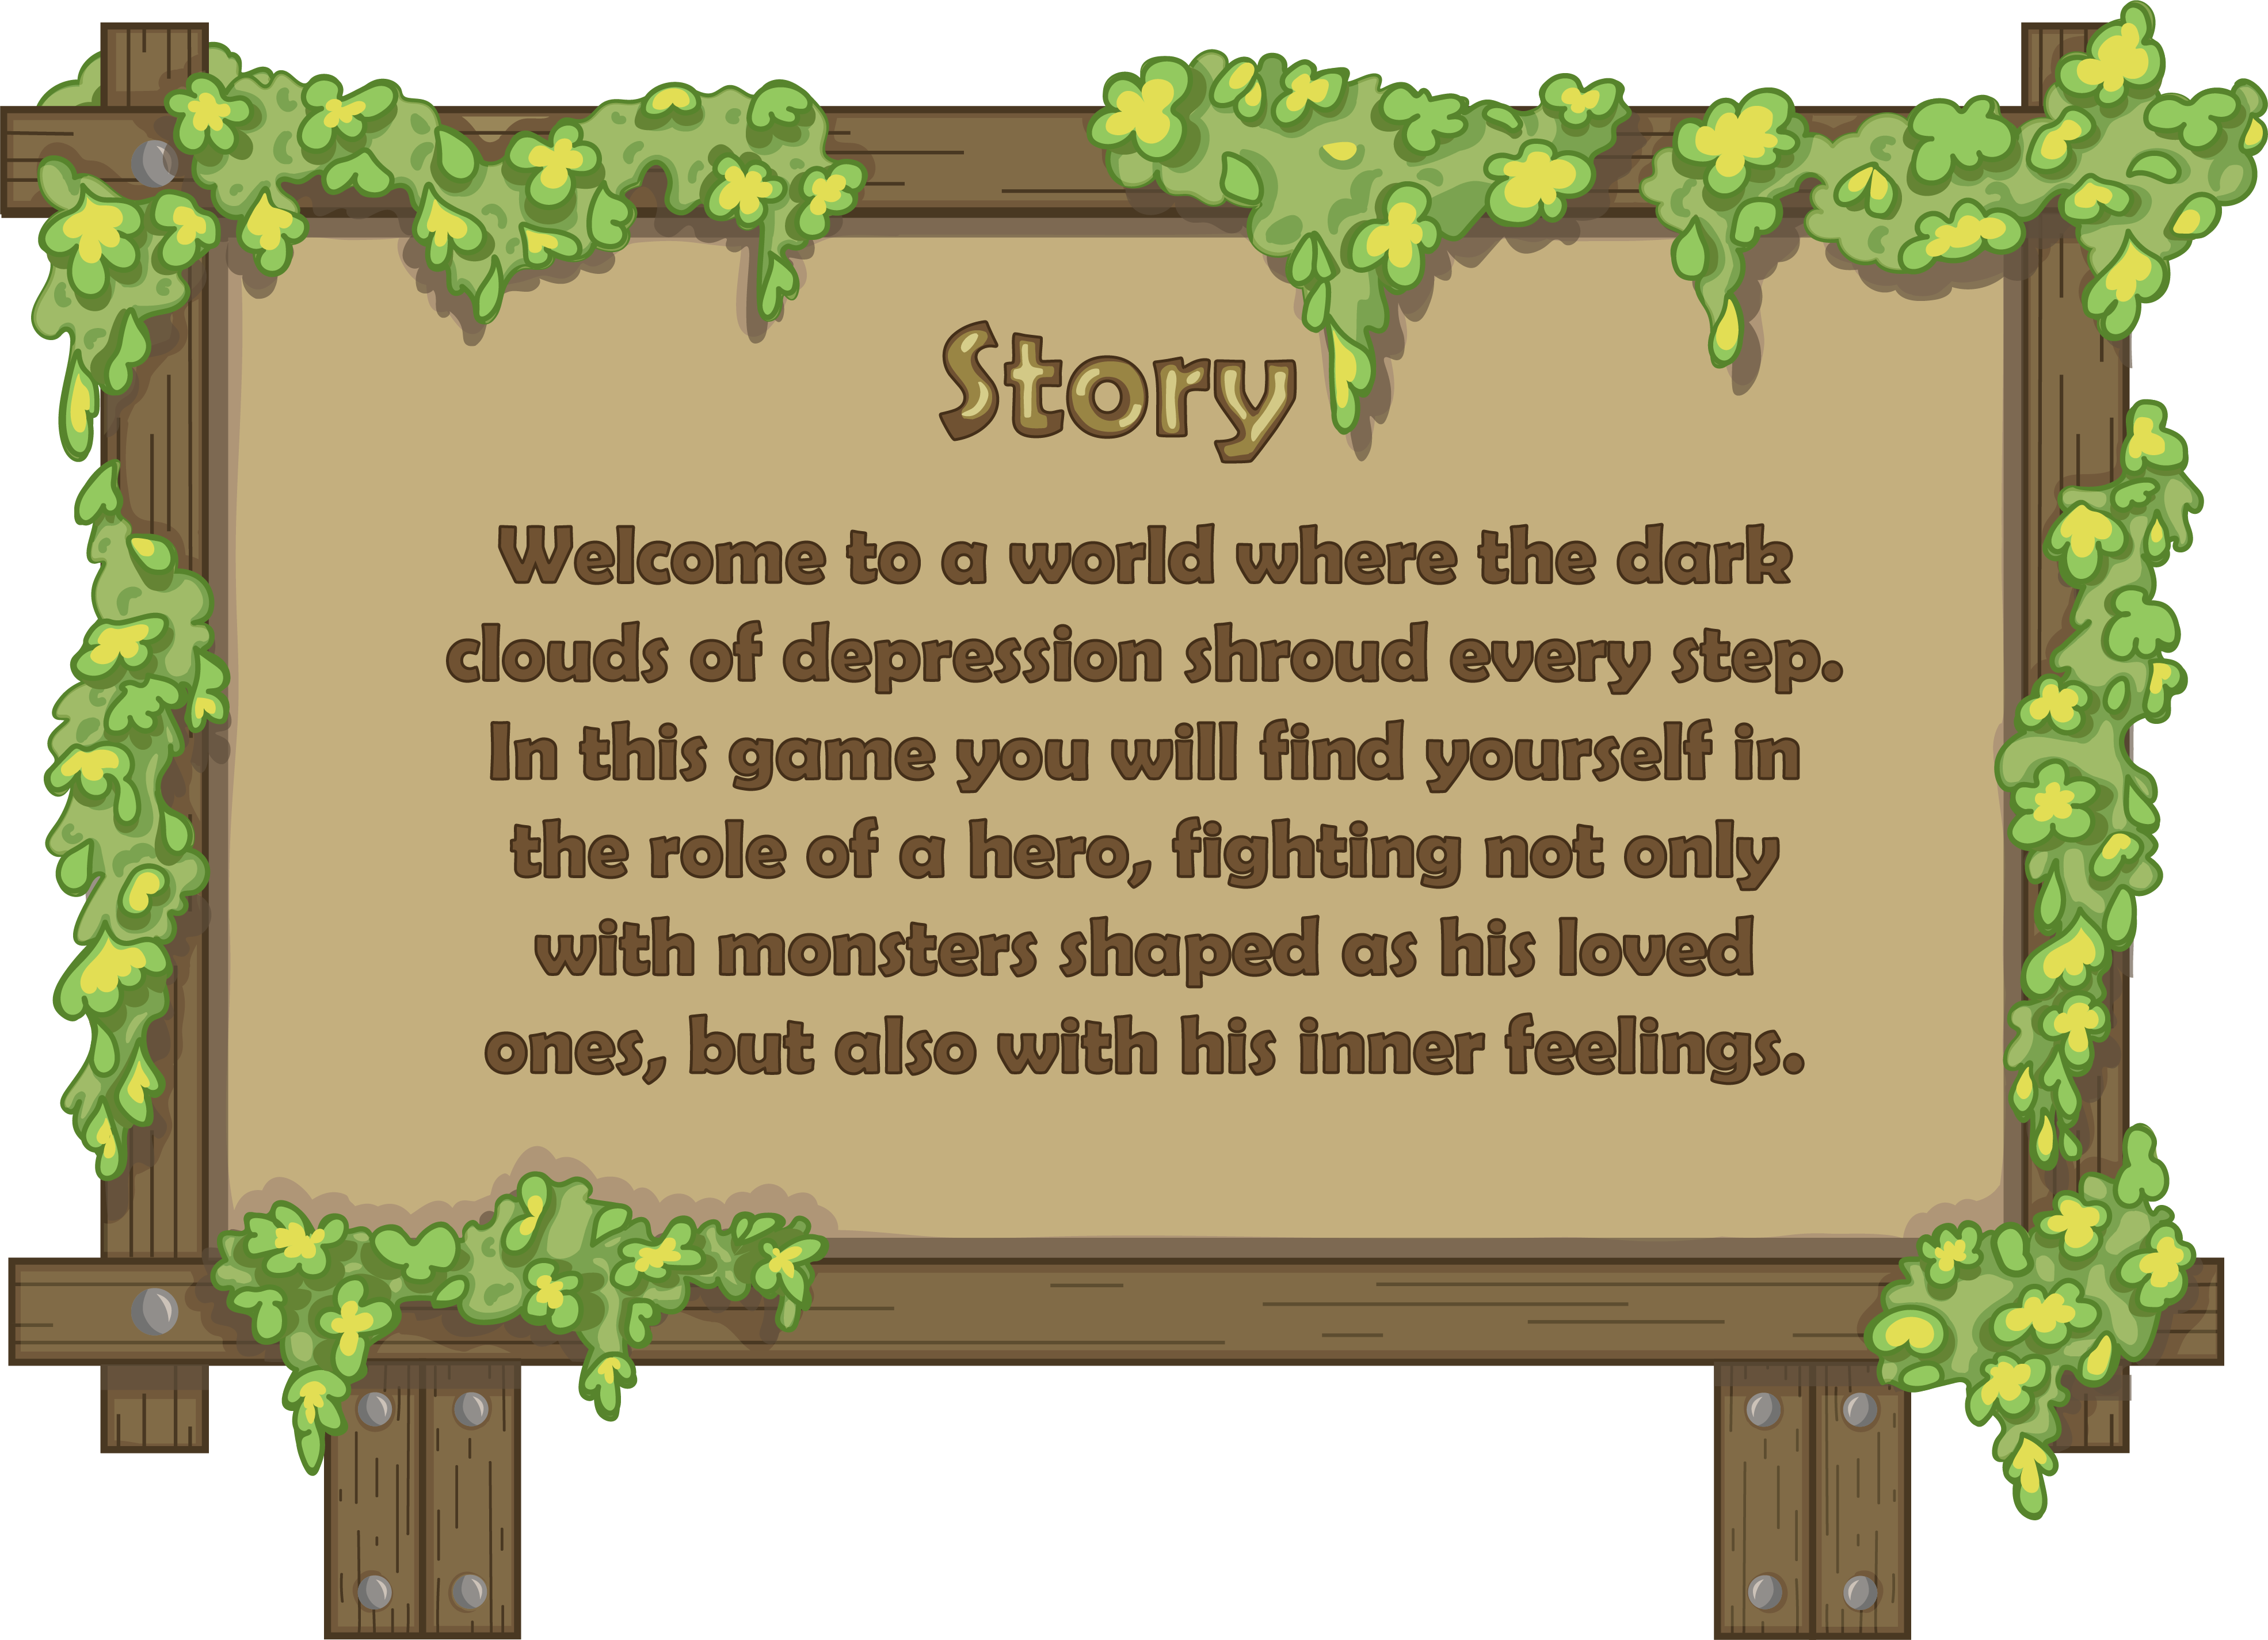 Story
Welcome to a world where the dark
clouds of depression shroud every step.
In this game you will find yourself in
the role of a hero, fighting not only
with monsters shaped as his loved
ones, but also with his inner feelings.